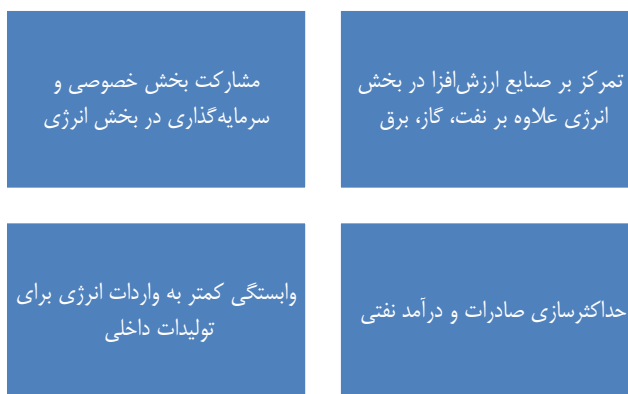 تمرکز بر صنایع ارزش‌افزا در بخش
انرژی علاوه بر نفت، گاز، برق
مشارکت بخش خصوصی و
سرمایه‌گذاری در بخش انرژی
حداکثرسازی صادرات و درآمد نفتی
وابستگی کمتر به واردات انرژی برای
تولیدات داخلی